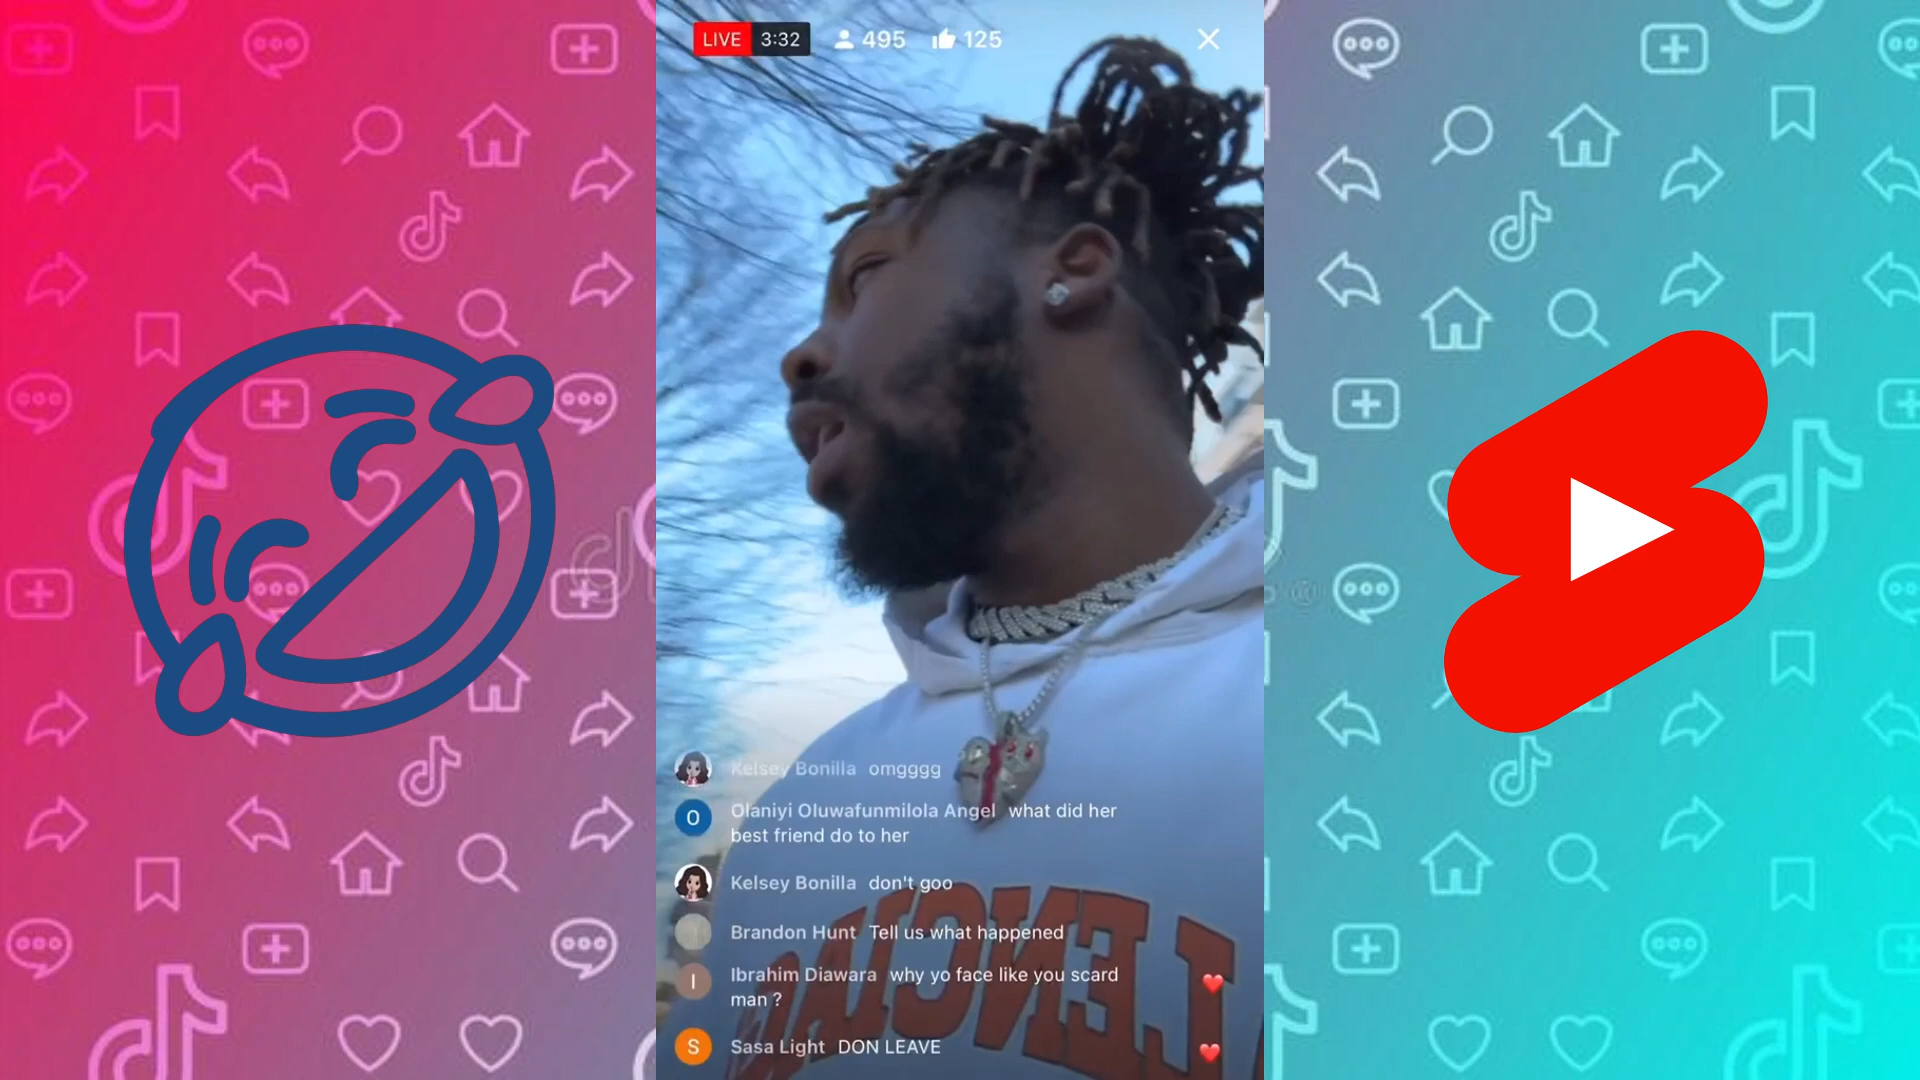 LIVE 3:32 495 125
Kelsey Bonilla omgggg
Olaniyi Oluwafunmilola Angel what did her
best friend do to her
O
Kelsey Bonilla don't goo
Brandon Hunt Tell us what happened
Ibrahim Diawara why yo face like you scard
man ?
I
S Sasa Light DON LEAVE